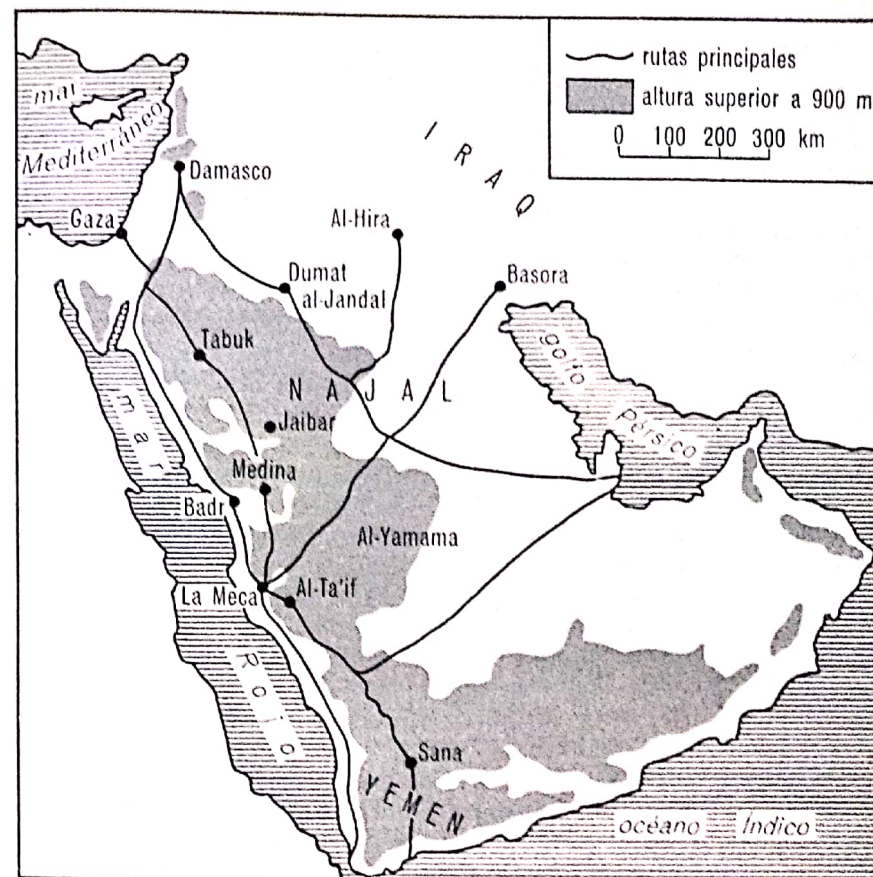 rutas principales
altura superior a 900 m
0 100 200 300 km
mar
Mediterráneo
I R A Q
Damasco
Gaza
Al-Hira
Dumat
al-Jandal
Basora
Tabuk
golfo
Pérsico
N A J A L
mar
Jaibar
Medina
Badr
Al-Yamama
La Meca
Al-Ta'if
Rojo
Sana
YEMEN
océano Índico